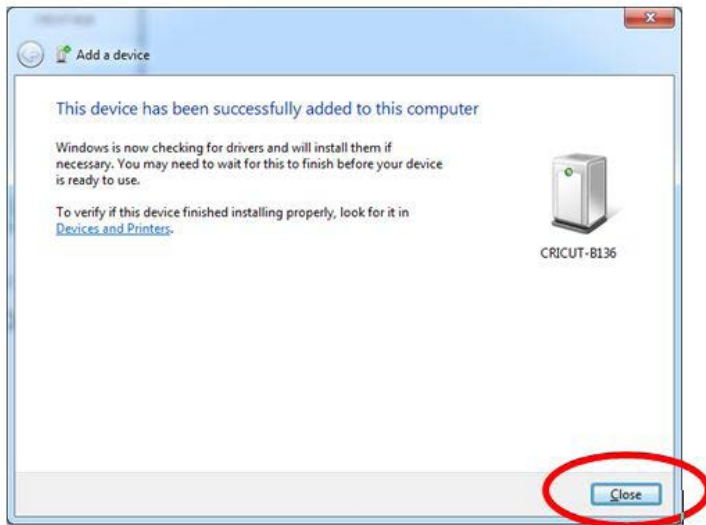 Add a device
This device has been successfully added to this computer
Windows is now checking for drivers and will install them if
necessary. You may need to wait for this to finish before your device
is ready to use.
To verify if this device finished installing properly, look for it in
Devices and Printers.
CRICUT-B136
Close